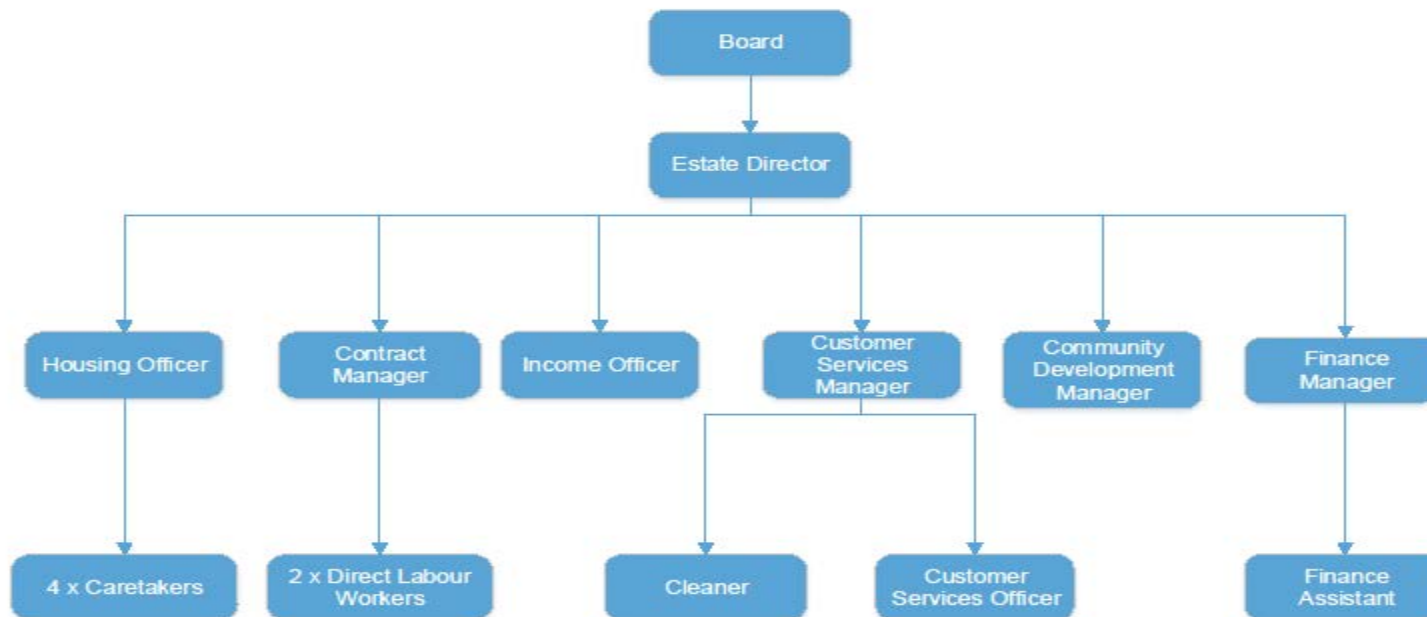 Board
Estate Director
Housing Officer
Contract
Manager
Income Officer
Customer
Services
Manager
Community
Development
Manager
Finance
Manager
4 x Caretakers
2 x Direct Labour
Workers
Cleaner
Customer
Services Officer
Finance
Assistant